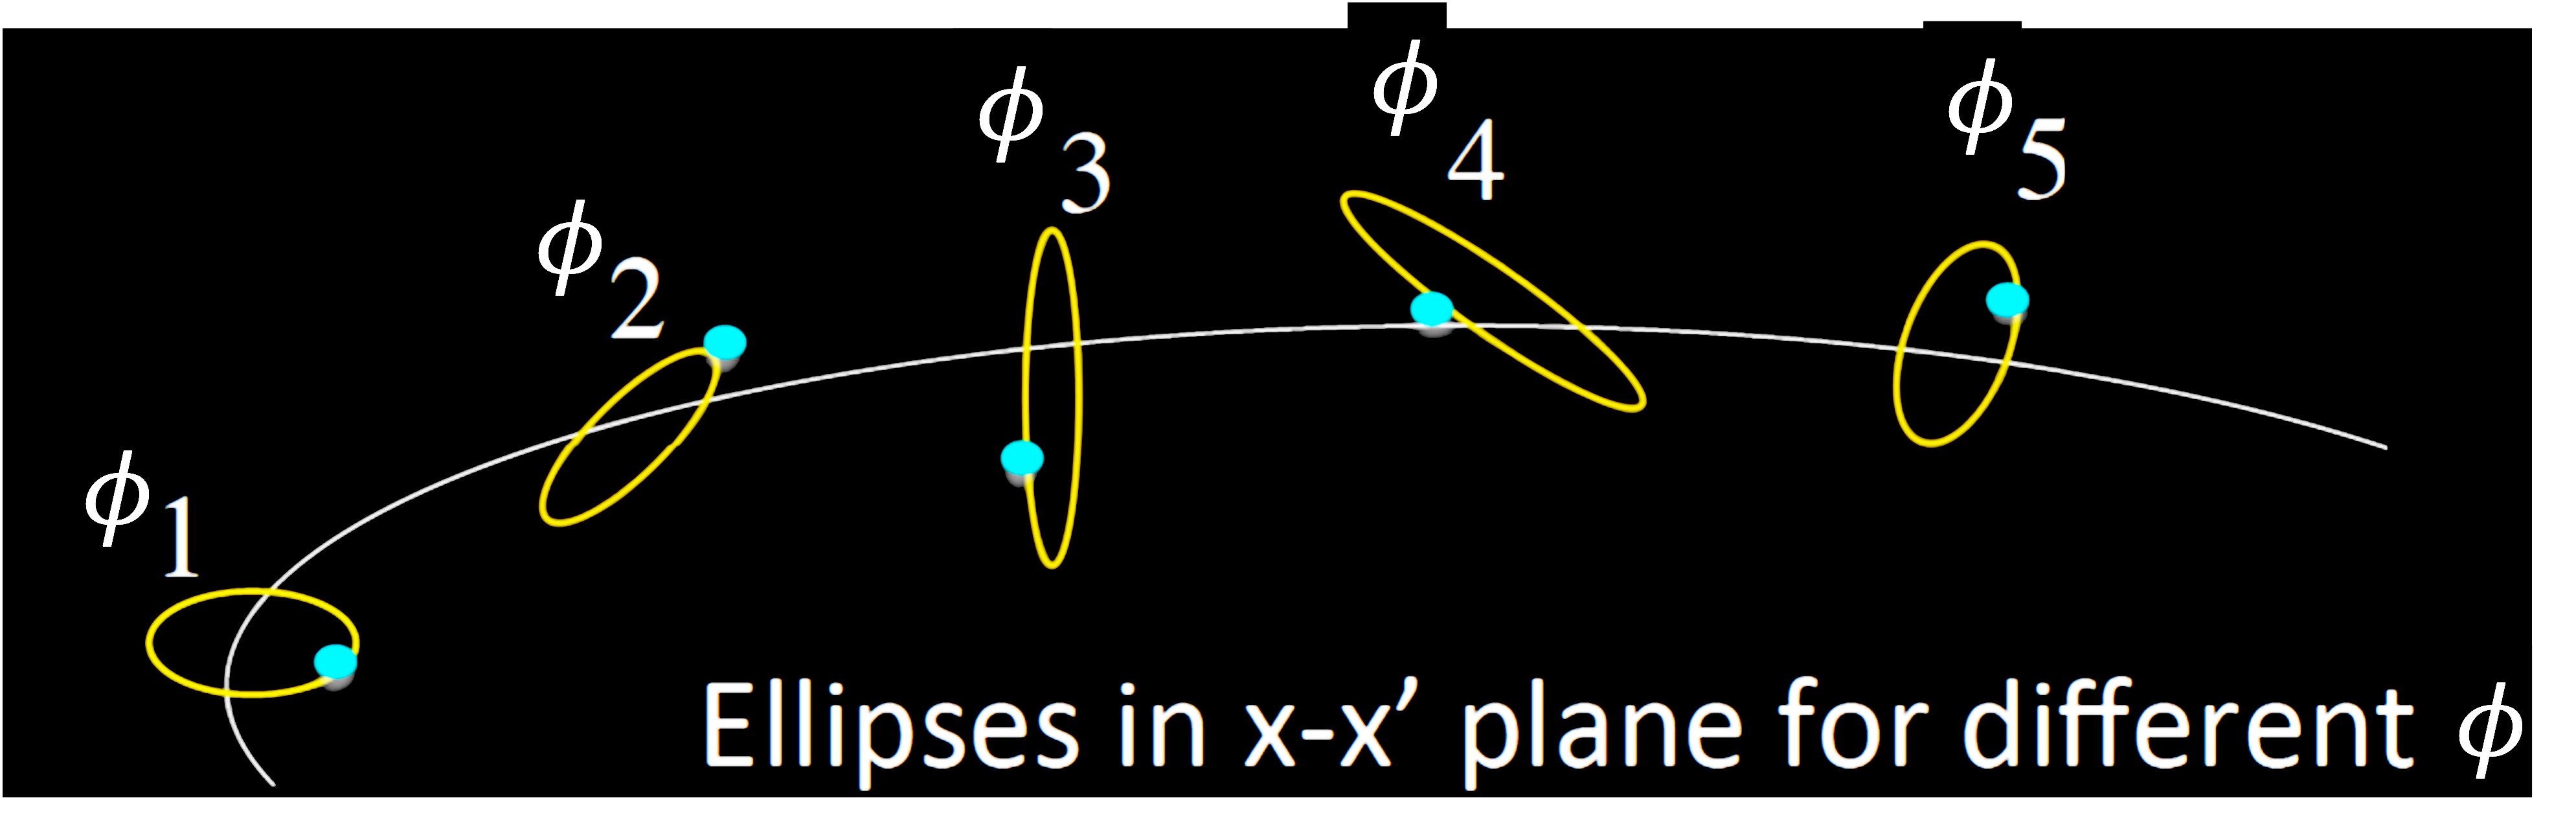 ϕ1
ϕ2
ϕ3
ϕ4
ϕ5
Ellipses in x-x’ plane for different ϕ